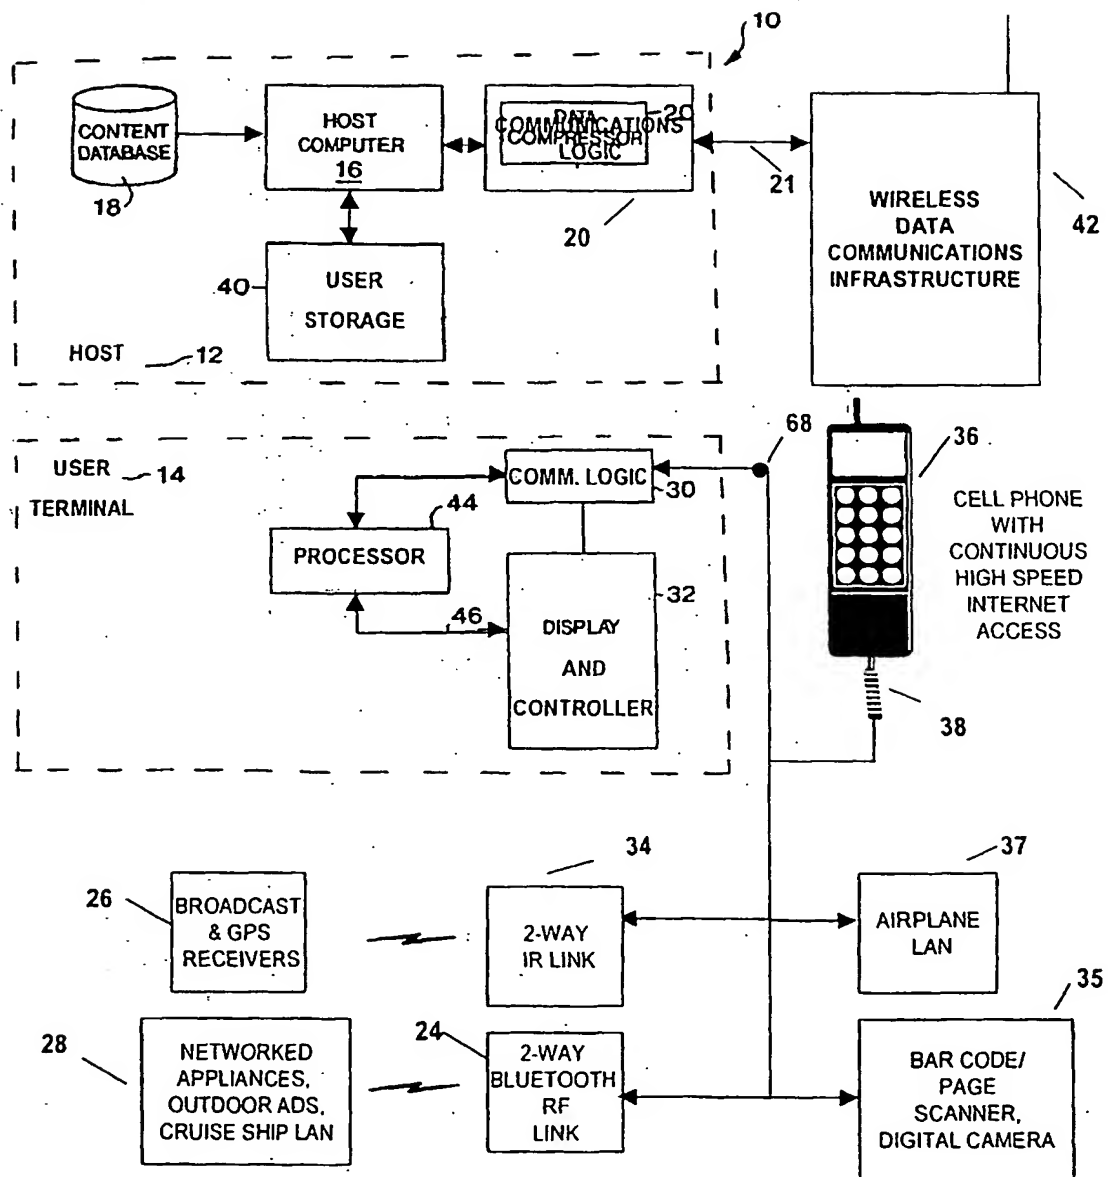 10
CONTENT
DATABASE
18
HOST
COMPUTER
16
DATA
COMMUNICATIONS
COMPRESSOR
LOGIC
20
20
21
WIRELESS
DATA
COMMUNICATIONS
INFRASTRUCTURE
42
40
USER
STORAGE
HOST 12
USER
TERMINAL
14
COMM. LOGIC
30
68
44
PROCESSOR
46
32
DISPLAY
AND
CONTROLLER
36
CELL PHONE
WITH
CONTINUOUS
HIGH SPEED
INTERNET
ACCESS
38
26
BROADCAST
& GPS
RECEIVERS
34
2-WAY
IR LINK
37
AIRPLANE
LAN
28
NETWORKED
APPLIANCES,
OUTDOOR ADS,
CRUISE SHIP LAN
24
2-WAY
BLUETOOTH
RF
LINK
35
BAR CODE/
PAGE
SCANNER,
DIGITAL CAMERA